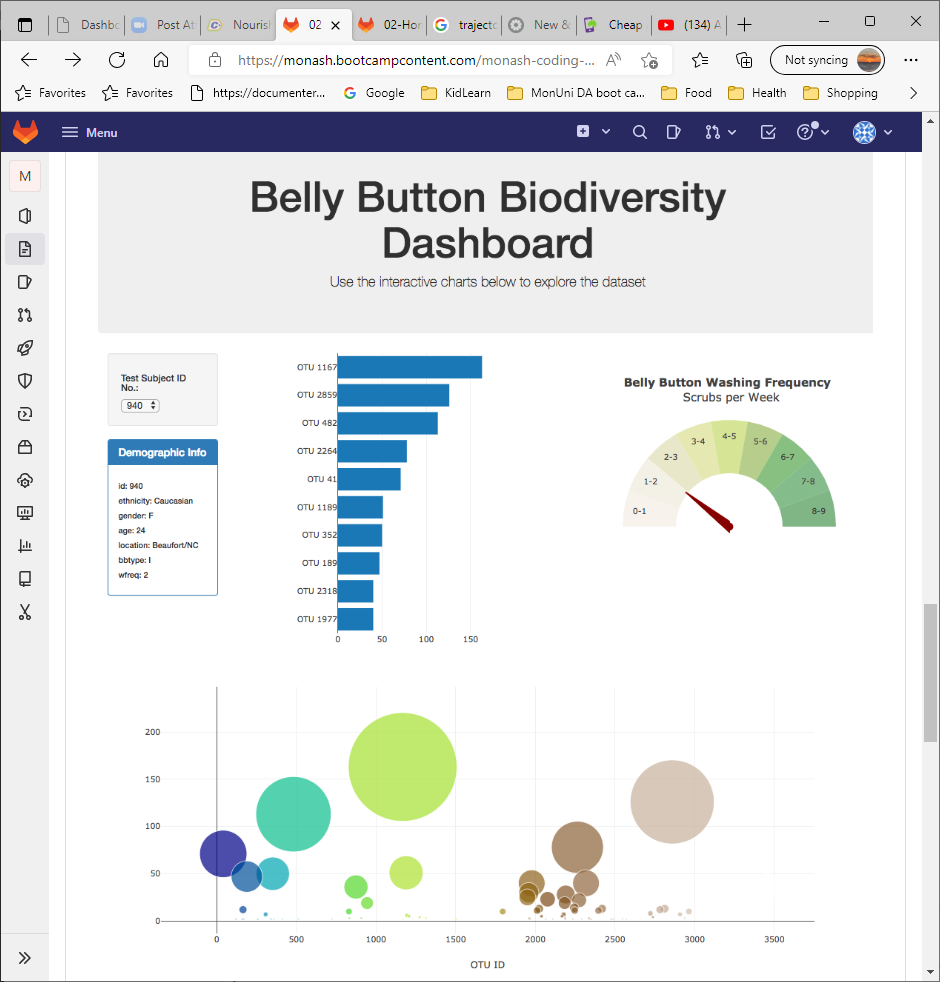 Dashbo
Post At
Nourish
02
02-Hor
trajecto
New &
Cheap
(134) A
https://monash.bootcampcontent.com/monash-coding-...
Not syncing
Favorites
Favorites
https://documenter...
Google
KidLearn
MonUni DA boot ca...
Food
Health
Shopping
Menu
M
Belly Button Biodiversity
Dashboard
Use the interactive charts below to explore the dataset
Test Subject ID
No.:
940
Demographic Info
id: 940
ethnicity: Caucasian
gender: F
age: 24
location: Beaufort/NC
bbtype: I
wfreq: 2
OTU 1167
OTU 2859
OTU 482
OTU 2264
OTU 41
OTU 1189
OTU 352
OTU 189
OTU 2318
OTU 1977
0 50 100 150
Belly Button Washing Frequency
Scrubs per Week
0-1
1-2
2-3
3-4
4-5
5-6
6-7
7-8
8-9
200
150
100
50
0
0 500 1000 1500 2000 2500 3000 3500
OTU ID